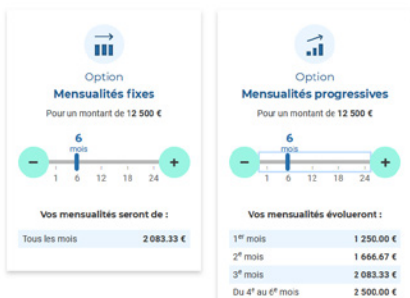 Option
Mensualités fixes
Pour un montant de 12 500 €
6
mois
−
+
1 6 12 18 24
Vos mensualités seront de :
Tous les mois 2 083.33 €
Option
Mensualités progressives
Pour un montant de 12 500 €
6
mois
−
+
1 6 12 18 24
Vos mensualités évolueront :
1er mois 1 250.00 €
2e mois 1 666.67 €
3e mois 2 083.33 €
Du 4e au 6e mois 2 500.00 €